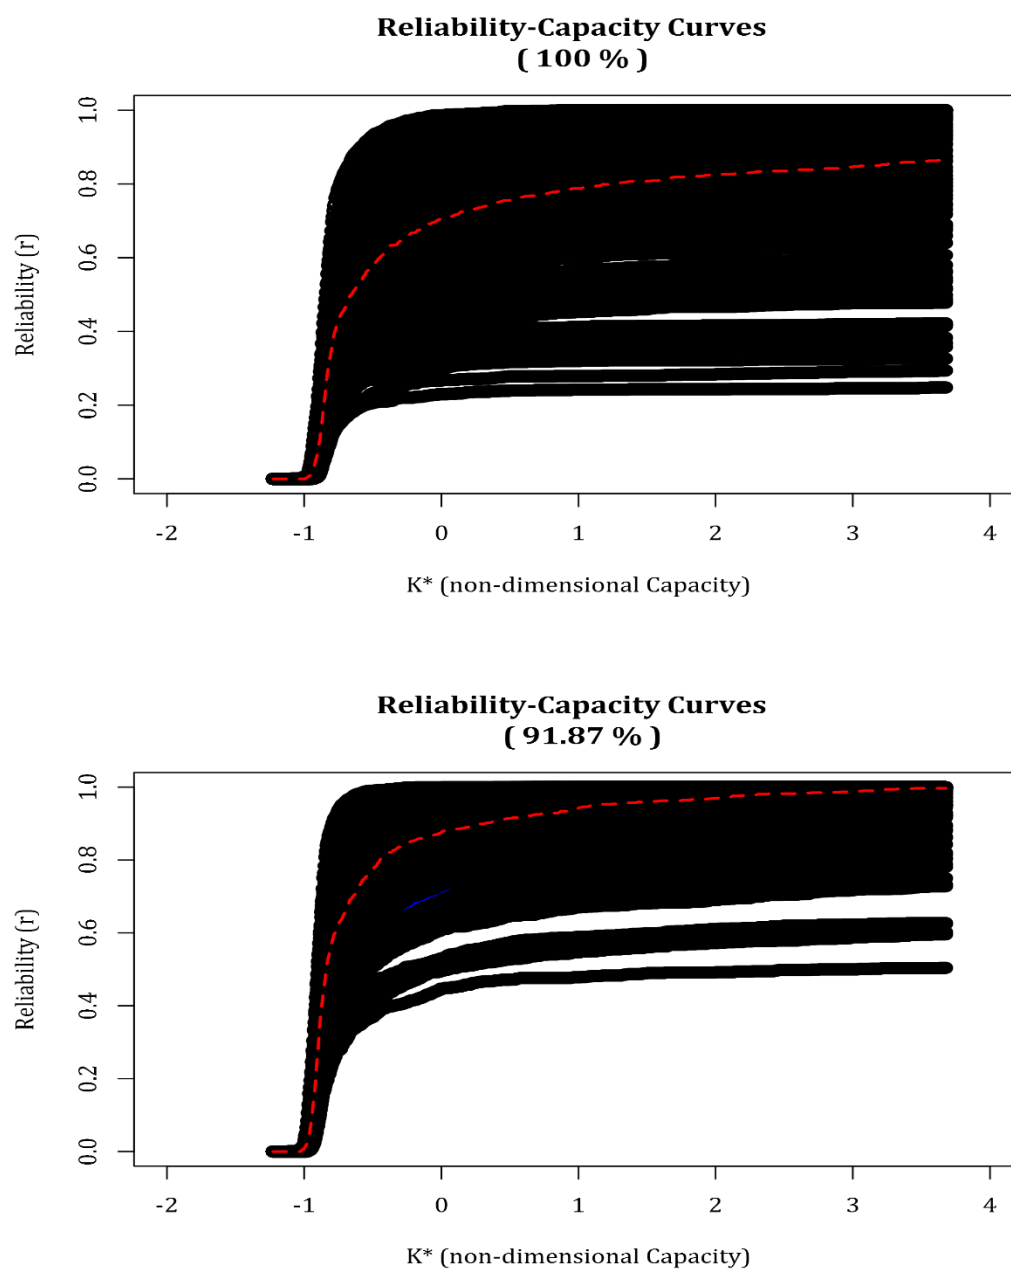 Reliability-Capacity Curves
( 100 % )
Reliability (r)
1.0
0.8
0.6
0.4
0.2
0.0
-2 -1 0 1 2 3 4
K* (non-dimensional Capacity)
Reliability-Capacity Curves
( 91.87 % )
Reliability (r)
1.0
0.8
0.6
0.4
0.2
0.0
-2 -1 0 1 2 3 4
K* (non-dimensional Capacity)